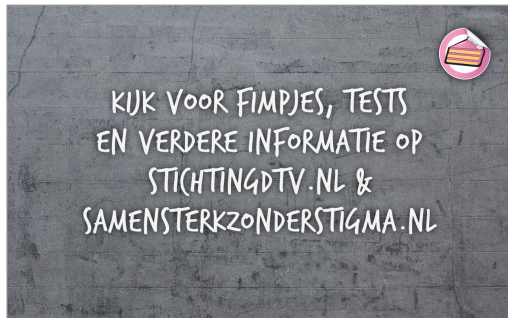 KIJK VOOR FIMPJES, TESTS
EN VERDERE INFORMATIE OP
STICHTINGDTV.NL &
SAMENSTERKZONDERSTIGMA.NL